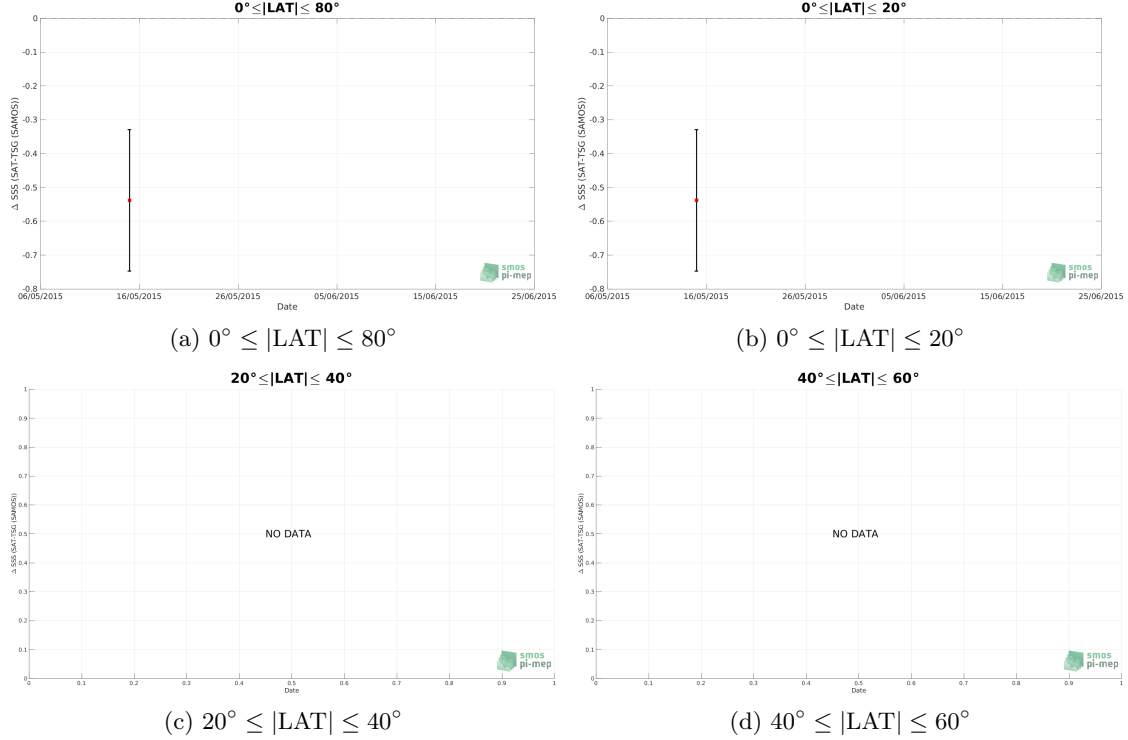 0°≤|LAT|≤ 80°
0
-0.1
-0.2
-0.3
-0.4
-0.5
-0.6
-0.7
-0.8
Δ SSS (SAT-TSG (SAMOS))
06/05/2015 16/05/2015 26/05/2015 05/06/2015 15/06/2015 25/06/2015
Date
smos
pi-mep
(a) 0° ≤ |LAT| ≤ 80°
0°≤|LAT|≤ 20°
0
-0.1
-0.2
-0.3
-0.4
-0.5
-0.6
-0.7
-0.8
Δ SSS (SAT-TSG (SAMOS))
06/05/2015 16/05/2015 26/05/2015 05/06/2015 15/06/2015 25/06/2015
Date
smos
pi-mep
(b) 0° ≤ |LAT| ≤ 20°
20°≤|LAT|≤ 40°
1
0.9
0.8
0.7
0.6
0.5
0.4
0.3
0.2
0.1
0
Δ SSS (SAT-TSG (SAMOS))
NO DATA
0 0.1 0.2 0.3 0.4 0.5 0.6 0.7 0.8 0.9 1
Date
smos
pi-mep
(c) 20° ≤ |LAT| ≤ 40°
40°≤|LAT|≤ 60°
1
0.9
0.8
0.7
0.6
0.5
0.4
0.3
0.2
0.1
0
Δ SSS (SAT-TSG (SAMOS))
NO DATA
0 0.1 0.2 0.3 0.4 0.5 0.6 0.7 0.8 0.9 1
Date
smos
pi-mep
(d) 40° ≤ |LAT| ≤ 60°